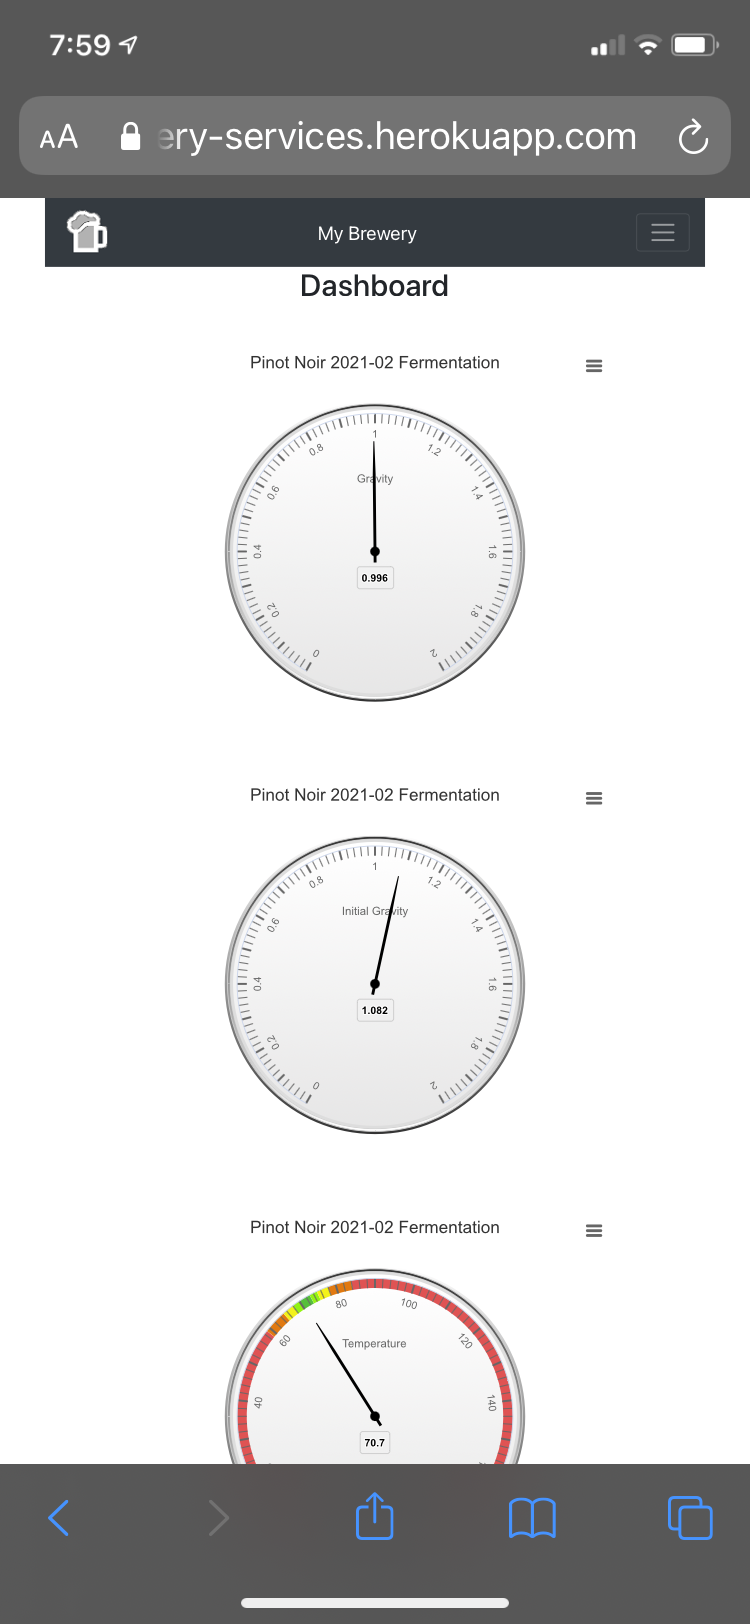 7:59
AA ery-services.herokuapp.com
My Brewery
Dashboard
Pinot Noir 2021-02 Fermentation
0 0.2 0.4 0.6 0.8 1 1.2 1.4 1.6 1.8 2
Gravity
0.996
Pinot Noir 2021-02 Fermentation
0 0.2 0.4 0.6 0.8 1 1.2 1.4 1.6 1.8 2
Initial Gravity
1.082
Pinot Noir 2021-02 Fermentation
40 60 80 100 120 140
Temperature
70.7